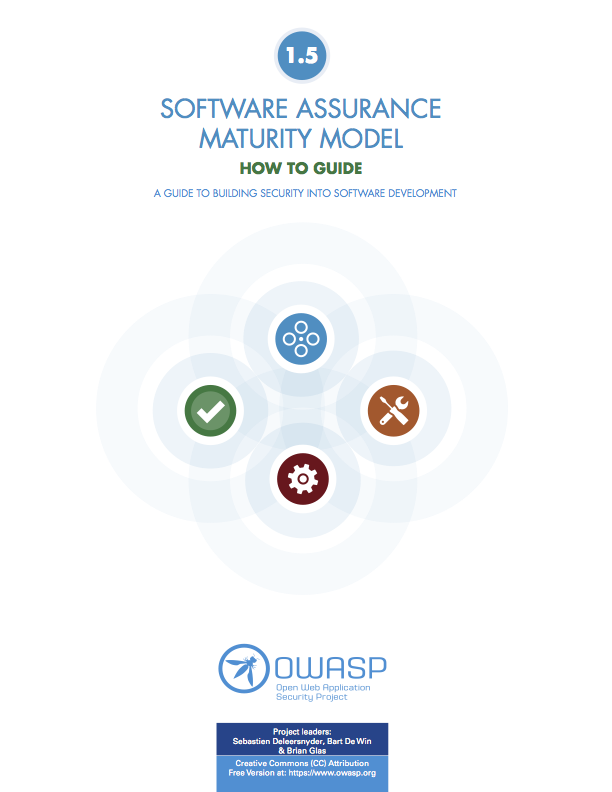 1.5
SOFTWARE ASSURANCE
MATURITY MODEL
HOW TO GUIDE
A GUIDE TO BUILDING SECURITY INTO SOFTWARE DEVELOPMENT
OWASP
Open Web Application
Security Project
Project leaders:
Sebastien Deleersnyder, Bart De Win
& Brian Glas
Creative Commons (CC) Attribution
Free Version at: https://www.owasp.org